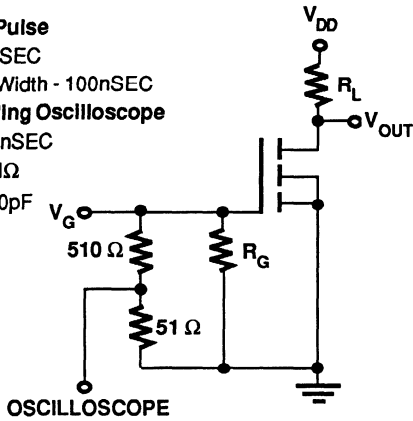 Pulse
SEC
Width - 100nSEC
ing Oscilloscope
nSEC
Ω
0pF
V_DD
R_L
V_OUT
V_G
510 Ω
R_G
51 Ω
OSCILLOSCOPE